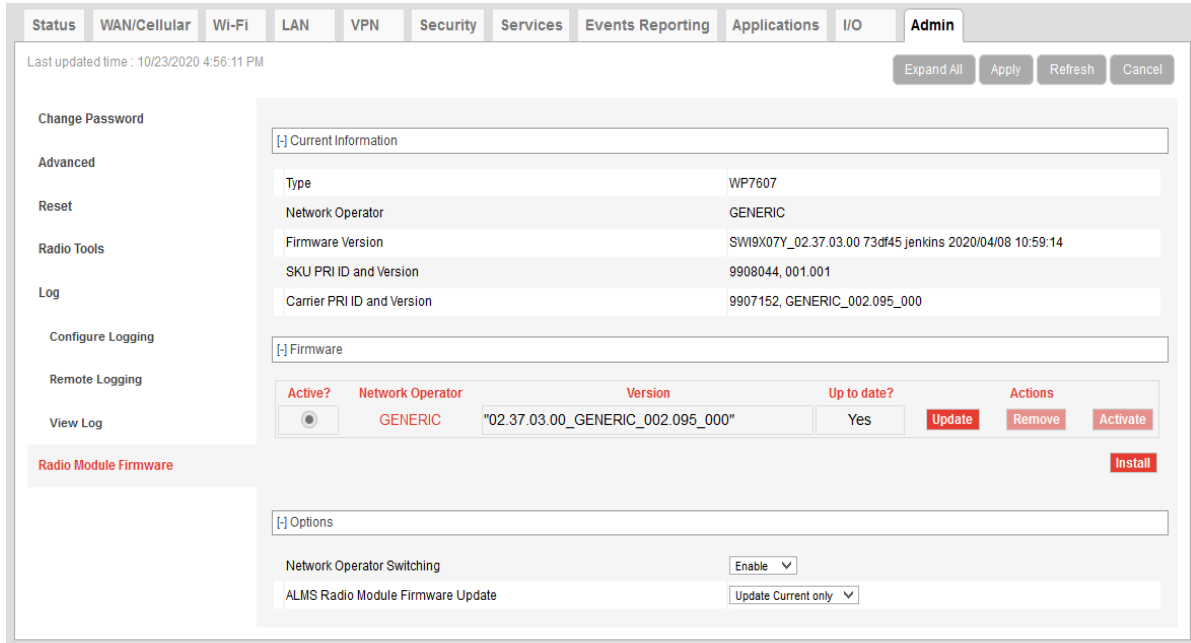 Status WAN/Cellular Wi-Fi LAN VPN Security Services Events Reporting Applications I/O Admin
Last updated time : 10/23/2020 4:56:11 PM
Expand All Apply Refresh Cancel
Change Password
Advanced
Reset
Radio Tools
Log
Configure Logging
Remote Logging
View Log
Radio Module Firmware
[-] Current Information
Type WP7607
Network Operator GENERIC
Firmware Version SWI9X07Y_02.37.03.00 73df45 jenkins 2020/04/08 10:59:14
SKU PRI ID and Version 9908044, 001.001
Carrier PRI ID and Version 9907152, GENERIC_002.095_000
[-] Firmware
Active? Network Operator Version Up to date? Actions
GENERIC "02.37.03.00_GENERIC_002.095_000" Yes Update Remove Activate
Install
[-] Options
Network Operator Switching Enable
ALMS Radio Module Firmware Update Update Current only